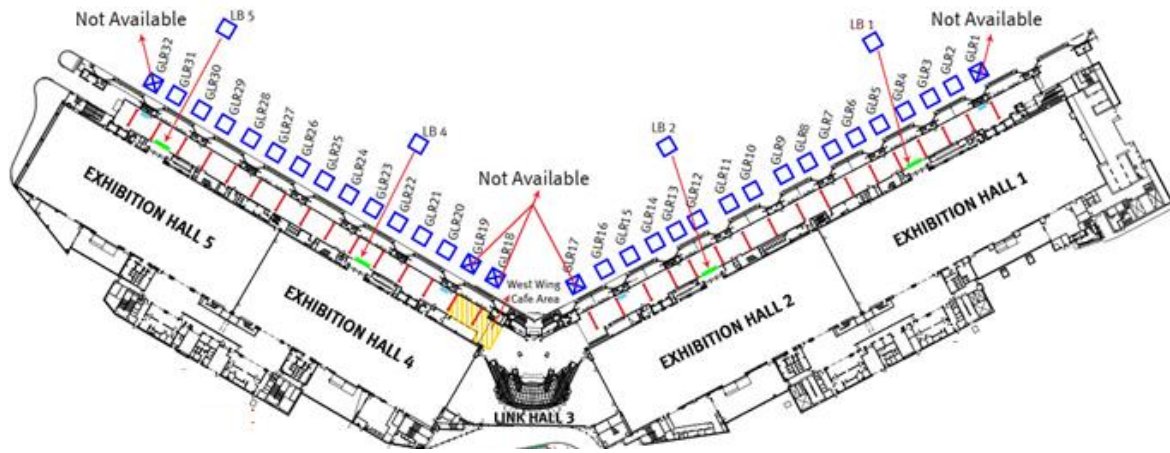 Not Available
LB 5
GLR32
GLR31
GLR30
GLR29
GLR28
GLR27
GLR26
GLR25
GLR24
GLR23
GLR22
GLR21
GLR20
GLR19
GLR18
LB 4
Not Available
LB 2
LB 1
Not Available
GLR17
GLR16
GLR15
GLR14
GLR13
GLR12
GLR11
GLR10
GLR9
GLR8
GLR7
GLR6
GLR5
GLR4
GLR3
GLR2
GLR1
West Wing
Cafe Area
EXHIBITION HALL 5
EXHIBITION HALL 4
LINK HALL 3
EXHIBITION HALL 2
EXHIBITION HALL 1